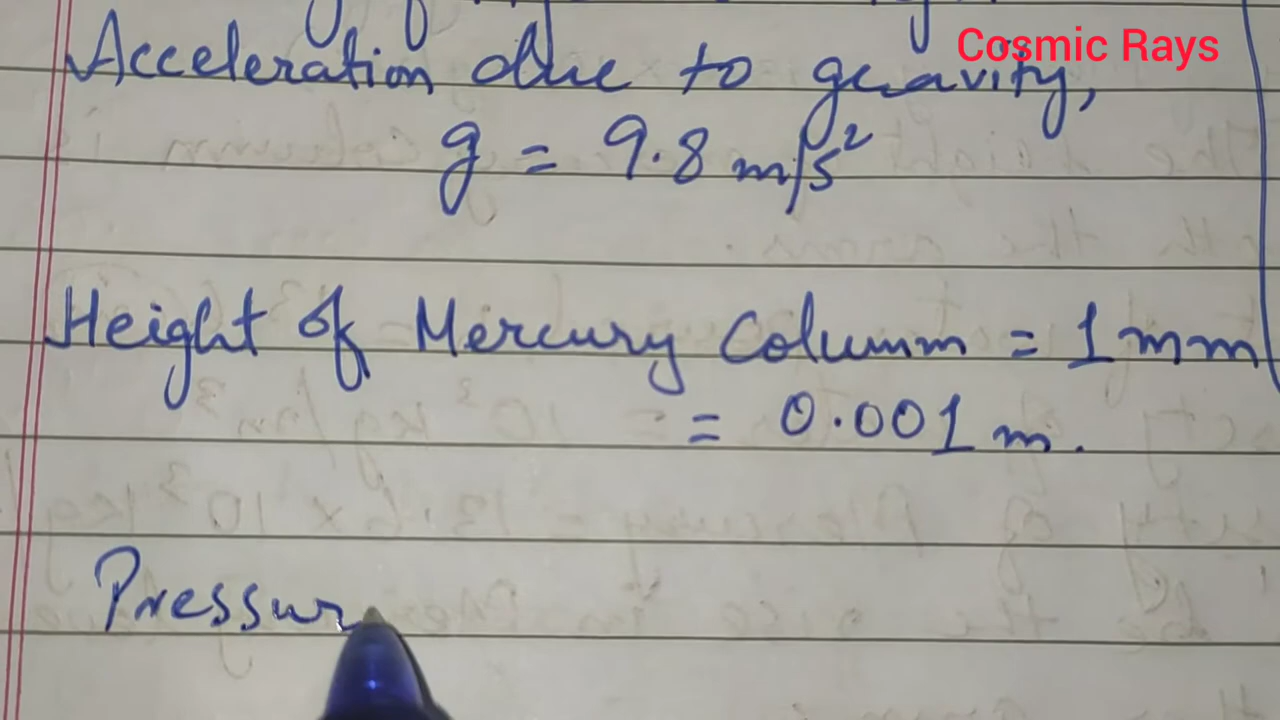 Cosmic Rays
Acceleration due to gravity,
g = 9.8 m/s²
Height of Mercury Column = 1 mm
= 0.001 m.
Pressur